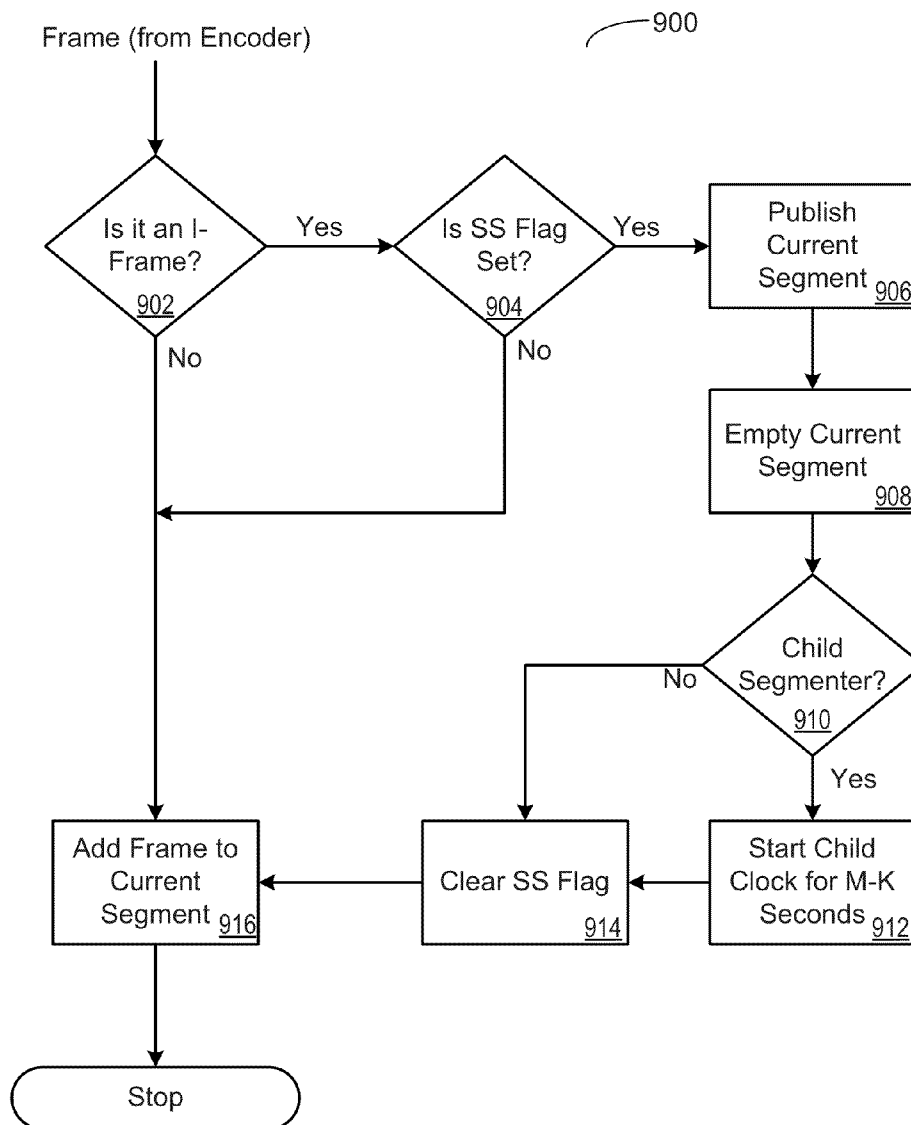 Frame (from Encoder)
900
Is it an I-
Frame?
902
Yes
No
Is SS Flag
Set?
904
Yes
No
Publish
Current
Segment
906
Empty Current
Segment
908
Child
Segmenter?
910
No
Yes
Start Child
Clock for M-K
Seconds
912
Clear SS Flag
914
Add Frame to
Current
Segment
916
Stop